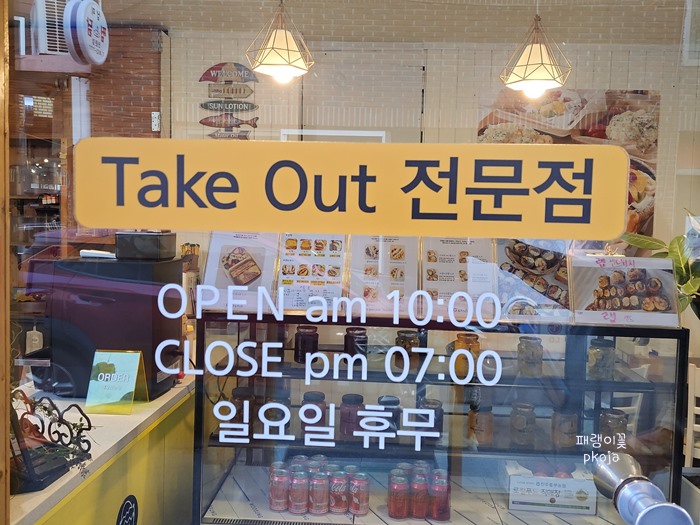 WELCOME
SUN LOTION
Take Out 전문점
OPEN am 10:00
CLOSE pm 07:00
일요일 휴무
ORDER
패랭이꽃
pkoja